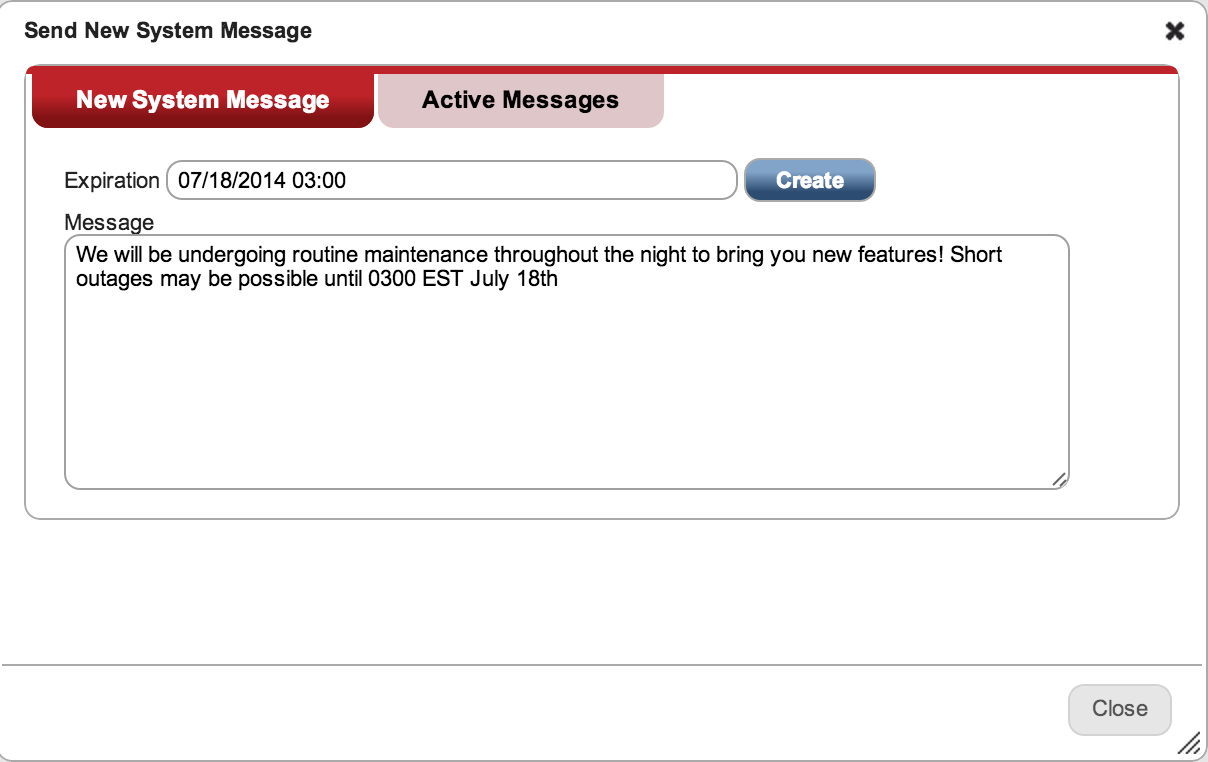 Send New System Message
New System Message
Active Messages
Expiration 07/18/2014 03:00 Create
Message
We will be undergoing routine maintenance throughout the night to bring you new features! Short
outages may be possible until 0300 EST July 18th
Close